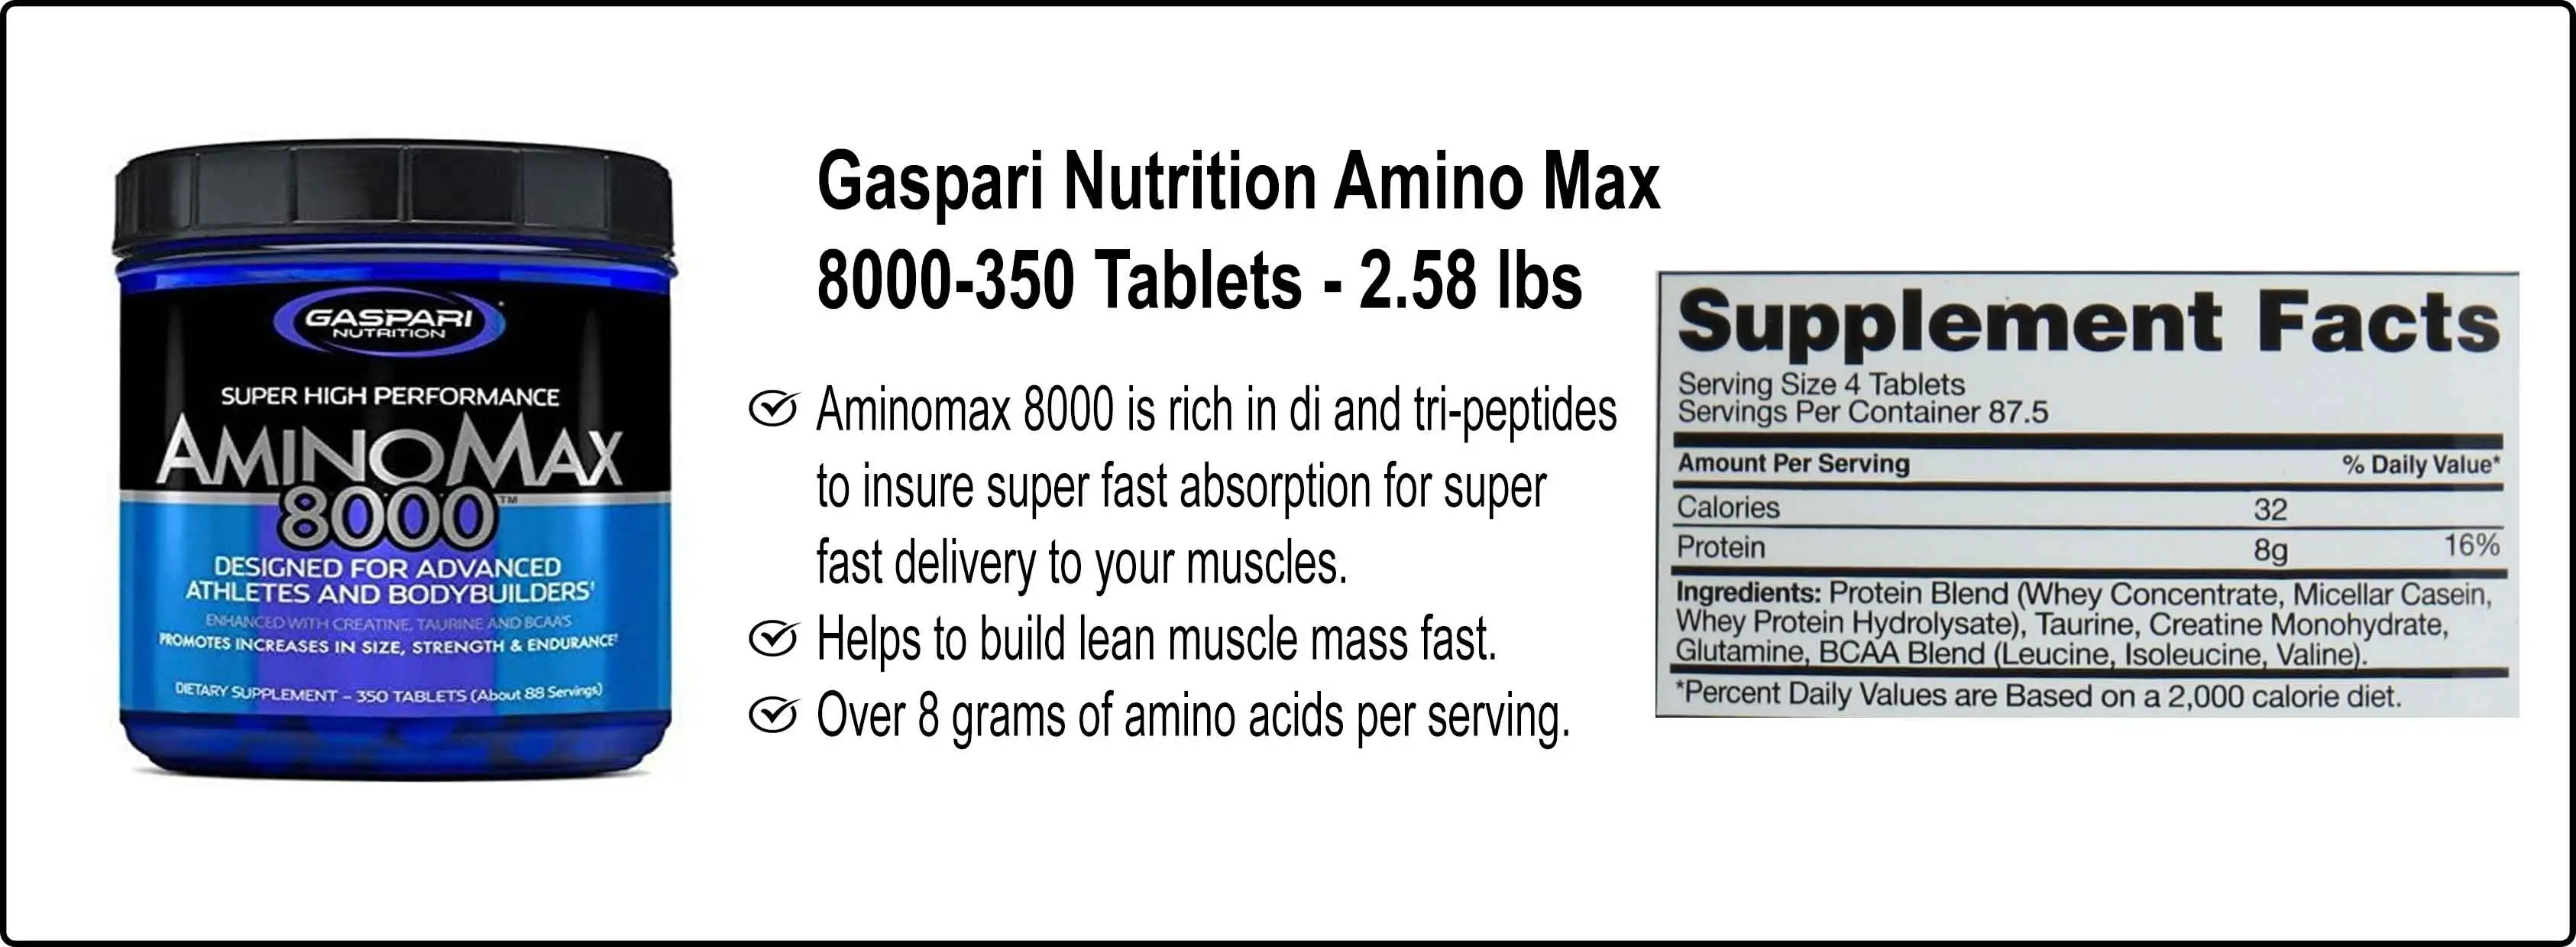 GASPARI
NUTRITION
SUPER HIGH PERFORMANCE
AMINOMAX
8000™
DESIGNED FOR ADVANCED
ATHLETES AND BODYBUILDERS†
ENHANCED WITH CREATINE, TAURINE AND BCAA'S
PROMOTES INCREASES IN SIZE, STRENGTH & ENDURANCE†
DIETARY SUPPLEMENT – 350 TABLETS (About 88 Servings)
Gaspari Nutrition Amino Max
8000-350 Tablets - 2.58 lbs
Aminomax 8000 is rich in di and tri-peptides
to insure super fast absorption for super
fast delivery to your muscles.
Helps to build lean muscle mass fast.
Over 8 grams of amino acids per serving.
Supplement Facts
Serving Size 4 Tablets
Servings Per Container 87.5
Amount Per Serving % Daily Value*
Calories 32
Protein 8g 16%
Ingredients: Protein Blend (Whey Concentrate, Micellar Casein,
Whey Protein Hydrolysate), Taurine, Creatine Monohydrate,
Glutamine, BCAA Blend (Leucine, Isoleucine, Valine).
*Percent Daily Values are Based on a 2,000 calorie diet.